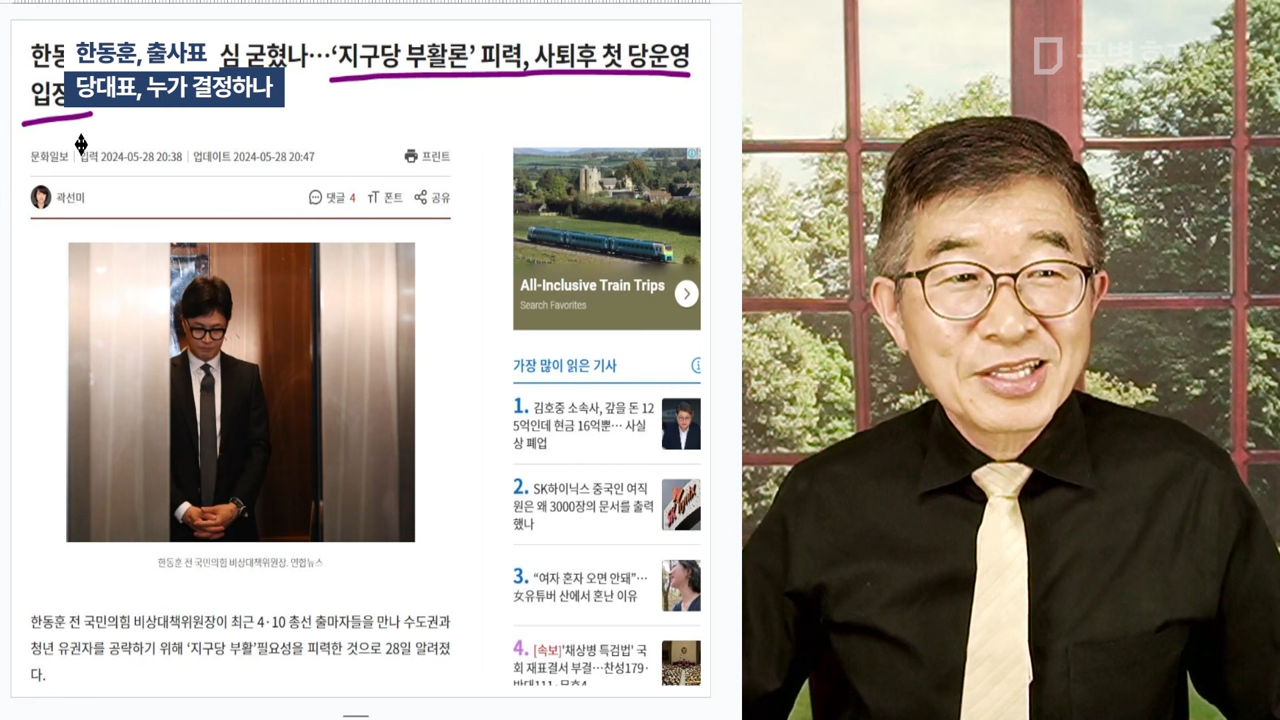 한동 심 굳혔나…‘지구당 부활론’ 피력, 사퇴후 첫 당운영
입장
한동훈, 출사표
당대표, 누가 결정하나
문화일보 입력 2024-05-28 20:38 업데이트 2024-05-28 20:47
프린트
곽선미
댓글 4 폰트 공유
한동훈 전 국민의힘 비상대책위원장. 연합뉴스
한동훈 전 국민의힘 비상대책위원장이 최근 4·10 총선 출마자들을 만나 수도권과
청년 유권자를 공략하기 위해 ‘지구당 부활’필요성을 피력한 것으로 28일 알려졌
다.
All-Inclusive Train Trips
Search Favorites
가장 많이 읽은 기사
1. 김호중 소속사, 갚을 돈 12
5억인데 현금 16억뿐… 사실
상 폐업
2. SK하이닉스 중국인 여직
원은 왜 3000장의 문서를 출력
했나
3. “여자 혼자 오면 안돼”…
女유튜버 산에서 혼난 이유
4. [속보]‘채상병 특검법’ 국
회 재표결서 부결…찬성179·
반대111·무효4